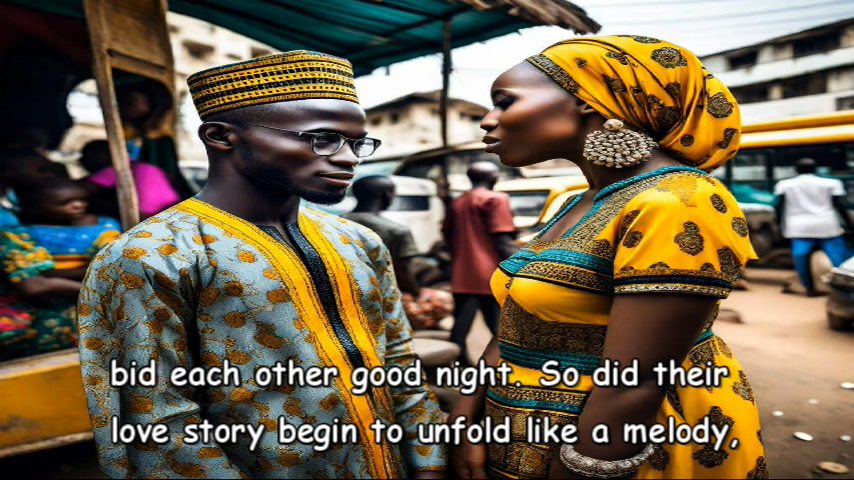 bid each other good night. So did their
love story begin to unfold like a melody,